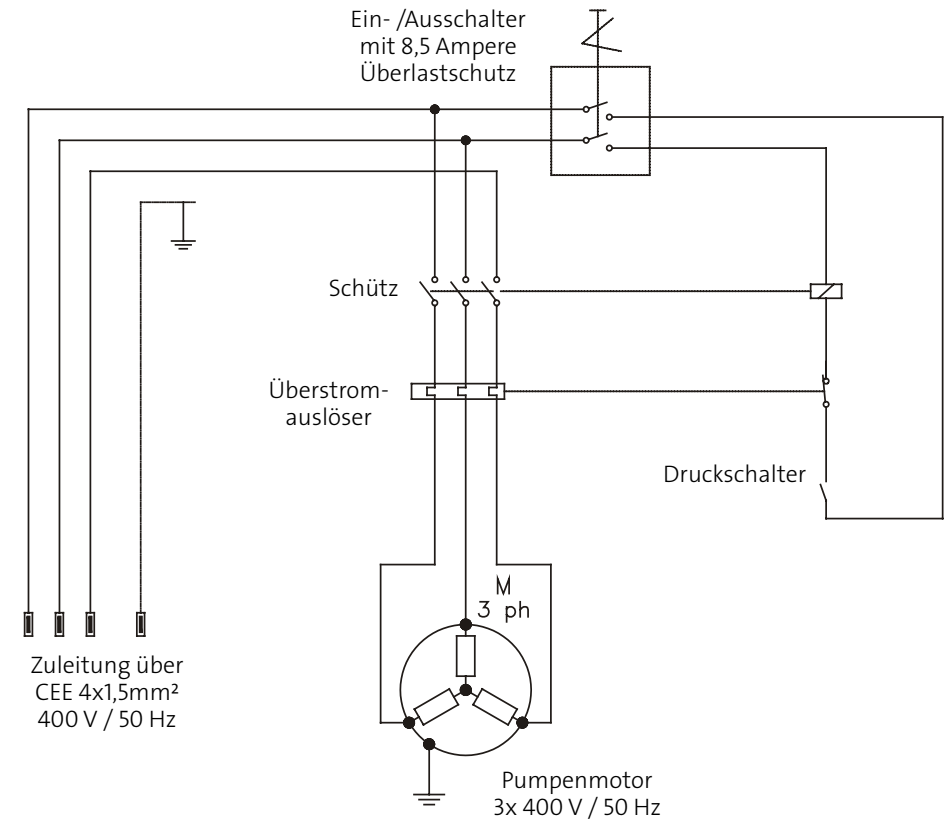 Ein- /Ausschalter
mit 8,5 Ampere
Überlastschutz
Schütz
Überstrom-
auslöser
Druckschalter
M
3 ph
Zuleitung über
CEE 4x1,5mm²
400 V / 50 Hz
Pumpenmotor
3x 400 V / 50 Hz